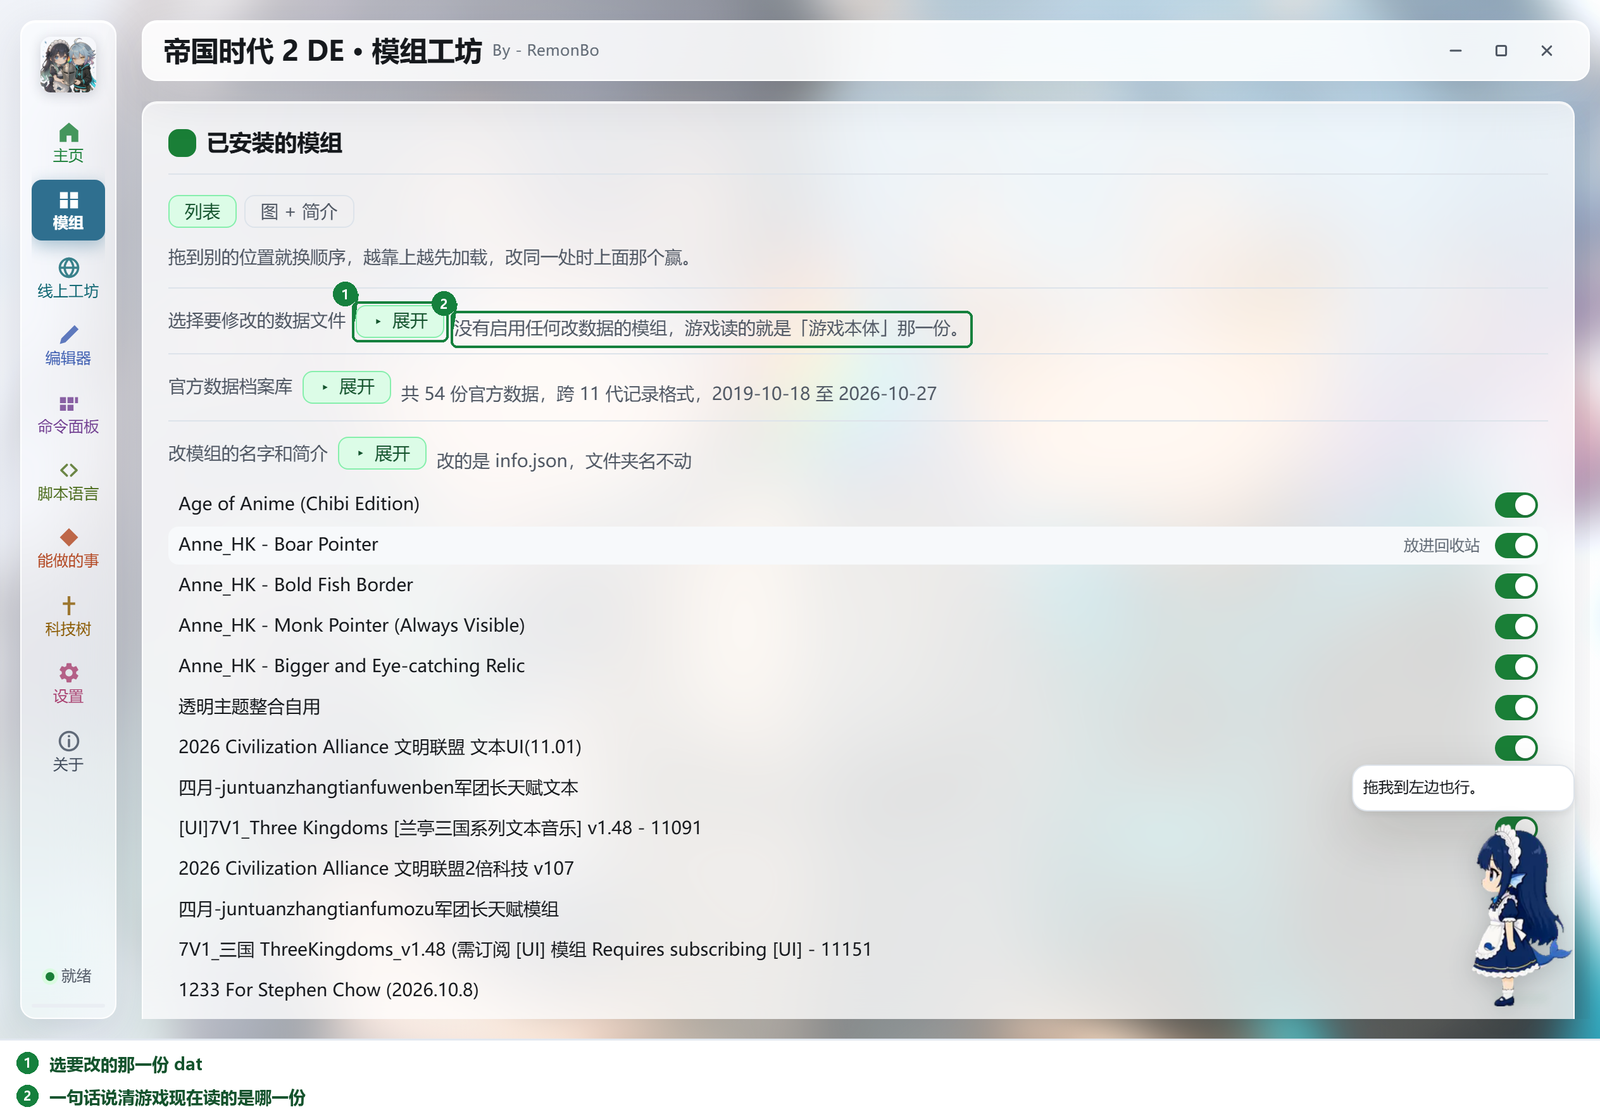 帝国时代 2 DE • 模组工坊 By - RemonBo
主页
模组
线上工坊
编辑器
命令面板
脚本语言
能做的事
科技树
设置
关于
就绪
已安装的模组
列表 图 + 简介
拖到别的位置就换顺序，越靠上越先加载，改同一处时上面那个赢。
选择要修改的数据文件 1 ▸ 展开 2 没有启用任何改数据的模组，游戏读的就是「游戏本体」那一份。
官方数据档案库 ▸ 展开 共 54 份官方数据，跨 11 代记录格式，2019-10-18 至 2026-10-27
改模组的名字和简介 ▸ 展开 改的是 info.json，文件夹名不动
Age of Anime (Chibi Edition)
Anne_HK - Boar Pointer 放进回收站
Anne_HK - Bold Fish Border
Anne_HK - Monk Pointer (Always Visible)
Anne_HK - Bigger and Eye-catching Relic
透明主题整合自用
2026 Civilization Alliance 文明联盟 文本UI(11.01)
四月-juntuanzhangtianfuwenben军团长天赋文本
拖我到左边也行。
[UI]7V1_Three Kingdoms [兰亭三国系列文本音乐] v1.48 - 11091
2026 Civilization Alliance 文明联盟2倍科技 v107
四月-juntuanzhangtianfumozu军团长天赋模组
7V1_三国 ThreeKingdoms_v1.48 (需订阅 [UI] 模组 Requires subscribing [UI] - 11151
1233 For Stephen Chow (2026.10.8)
1 选要改的那一份 dat
2 一句话说清游戏现在读的是哪一份